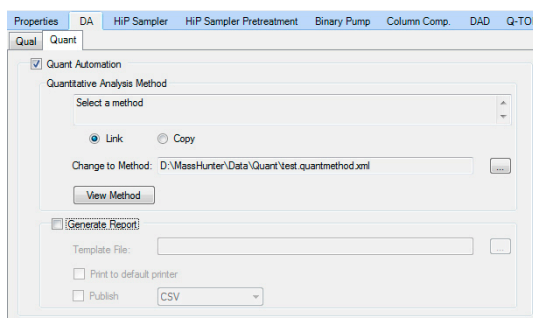 Properties DA HiP Sampler HiP Sampler Pretreatment Binary Pump Column Comp. DAD Q-TO
Qual Quant
Quant Automation
Quantitative Analysis Method
Select a method
Link Copy
Change to Method: D:\MassHunter\Data\Quant\test.quantmethod.xml ...
View Method
Generate Report
Template File: ...
Print to default printer
Publish CSV